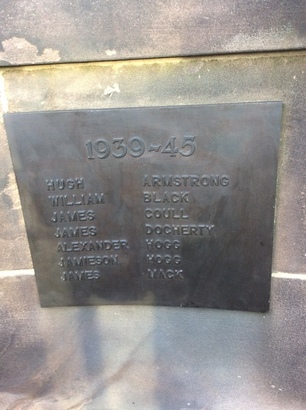 1939-45
HUGH ARMSTRONG
WILLIAM BLACK
JAMES COULL
JAMES DOCHERTY
ALEXANDER HOGG
JAMIESON HOGG
JAMES MACK